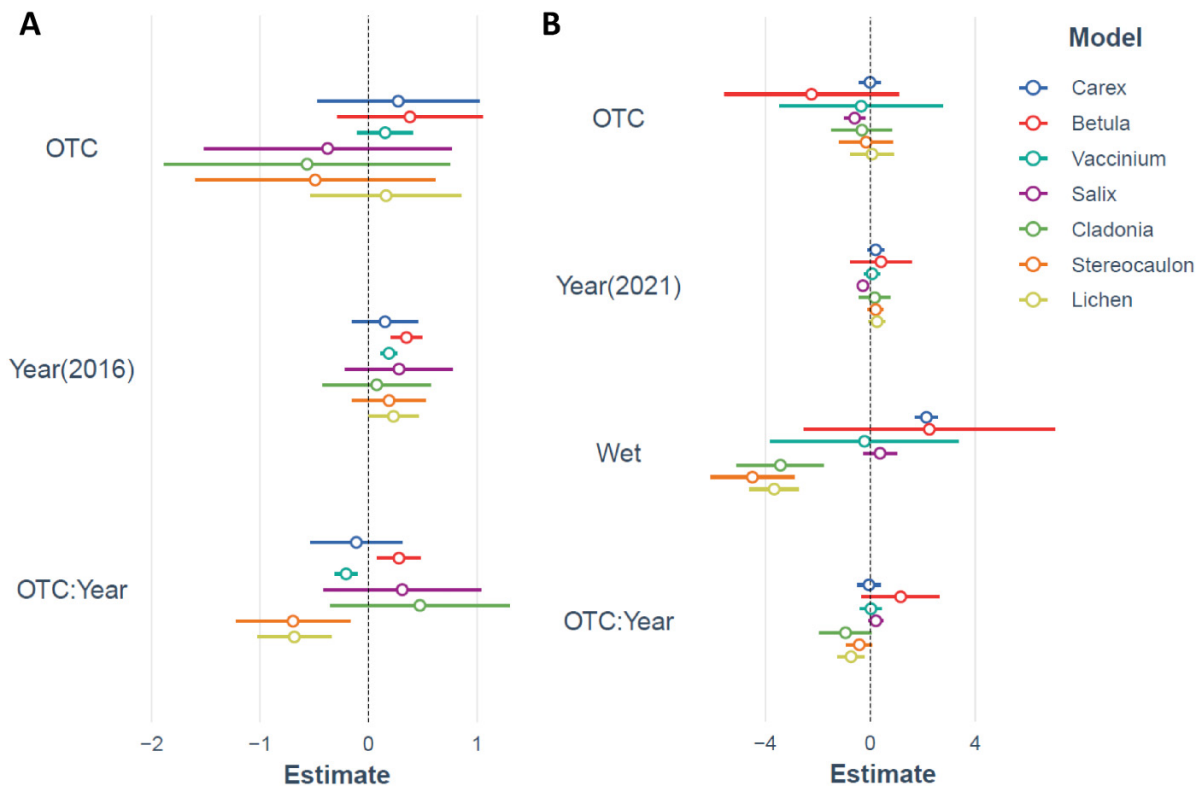 A
OTC
Year(2016)
OTC:Year
−2 −1 0 1
Estimate
B
OTC
Year(2021)
Wet
OTC:Year
−4 0 4
Estimate
Model
Carex
Betula
Vaccinium
Salix
Cladonia
Stereocaulon
Lichen